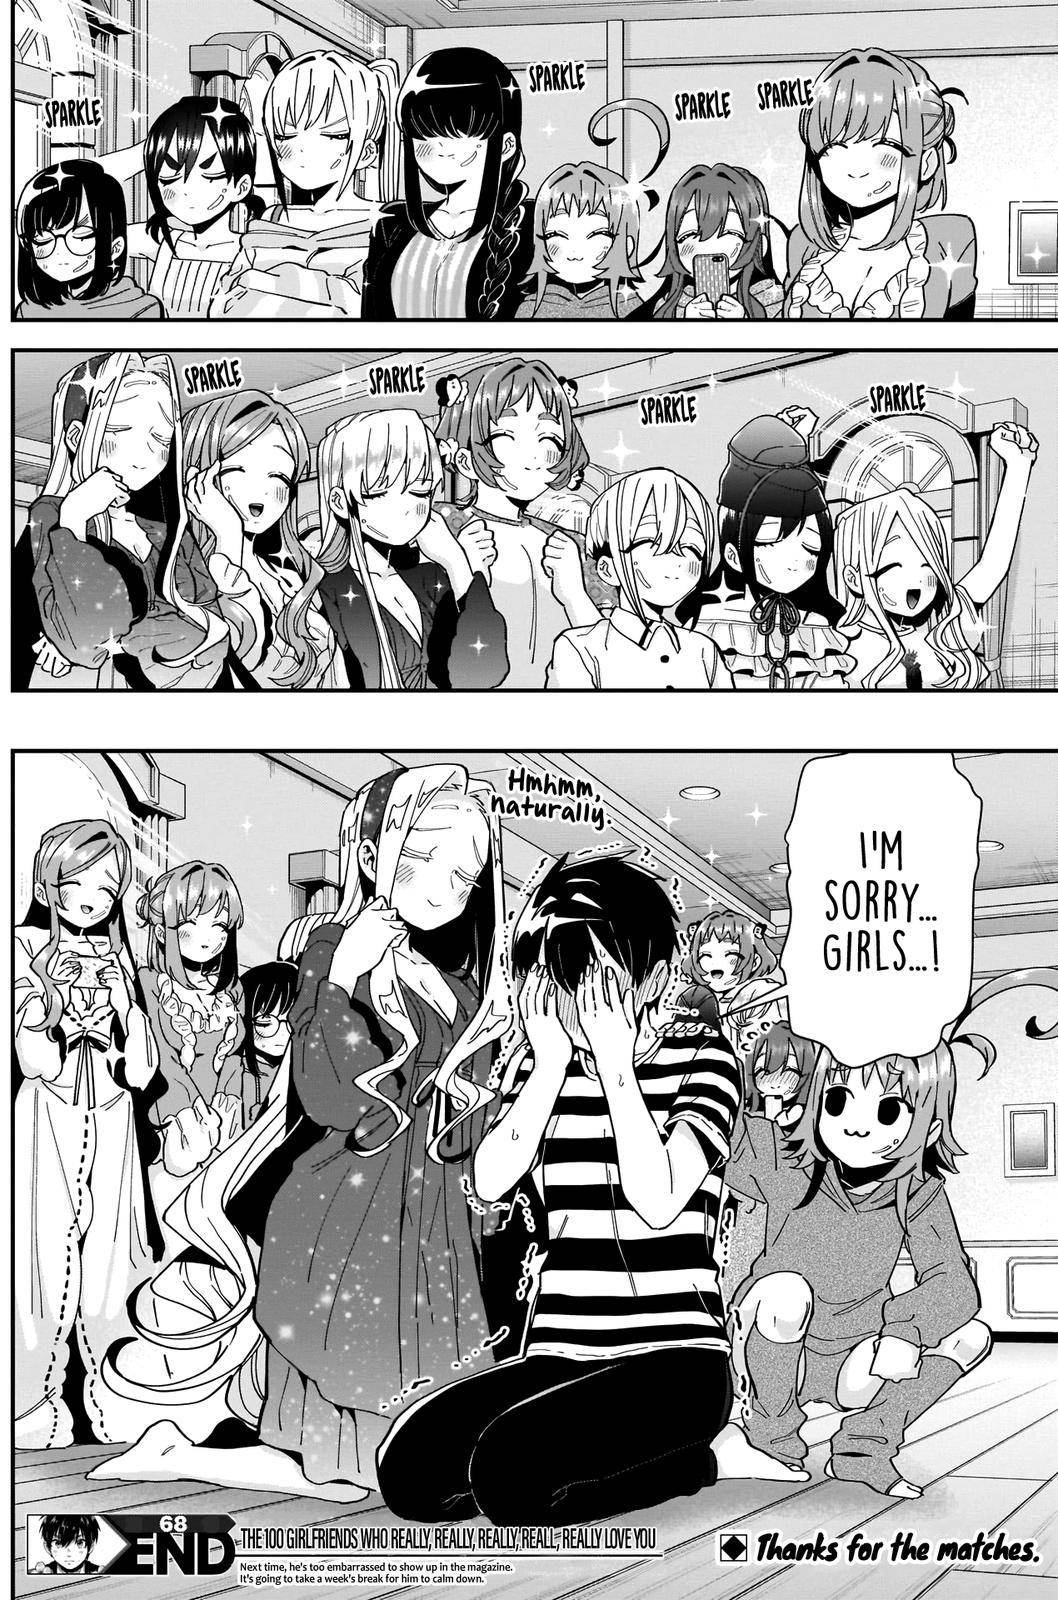 SPARKLE
SPARKLE
SPARKLE
SPARKLE
SPARKLE
SPARKLE
SPARKLE
SPARKLE
Hmhmm,
naturally.
I'M
SORRY...
GIRLS...!
68
END
THE 100 GIRLFRIENDS WHO REALLY, REALLY, REALLY, REALL, REALLY LOVE YOU
Next time, he's too embarrassed to show up in the magazine.
It's going to take a week's break for him to calm down.
Thanks for the matches.